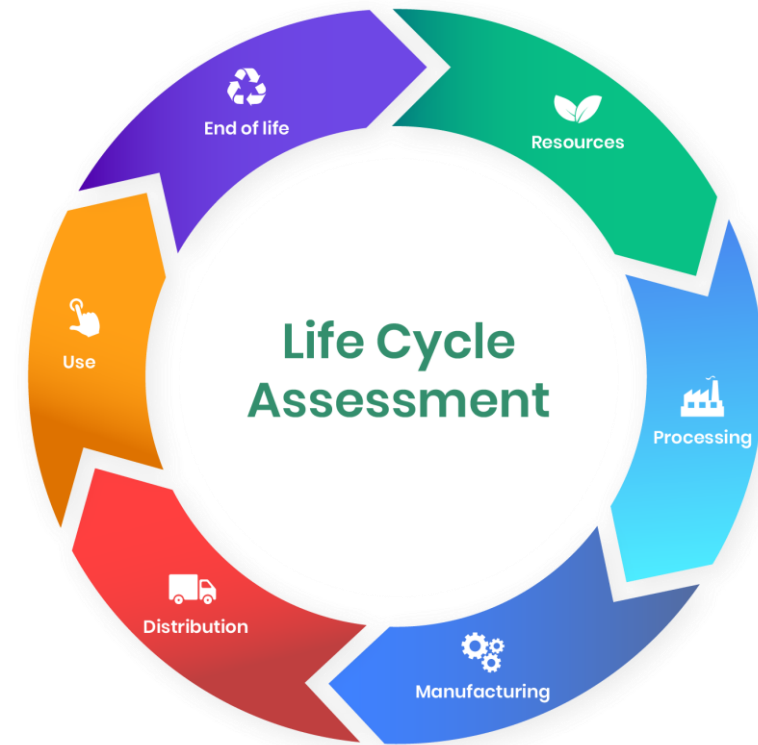 Life Cycle
Assessment
Resources
Processing
Manufacturing
Distribution
Use
End of life